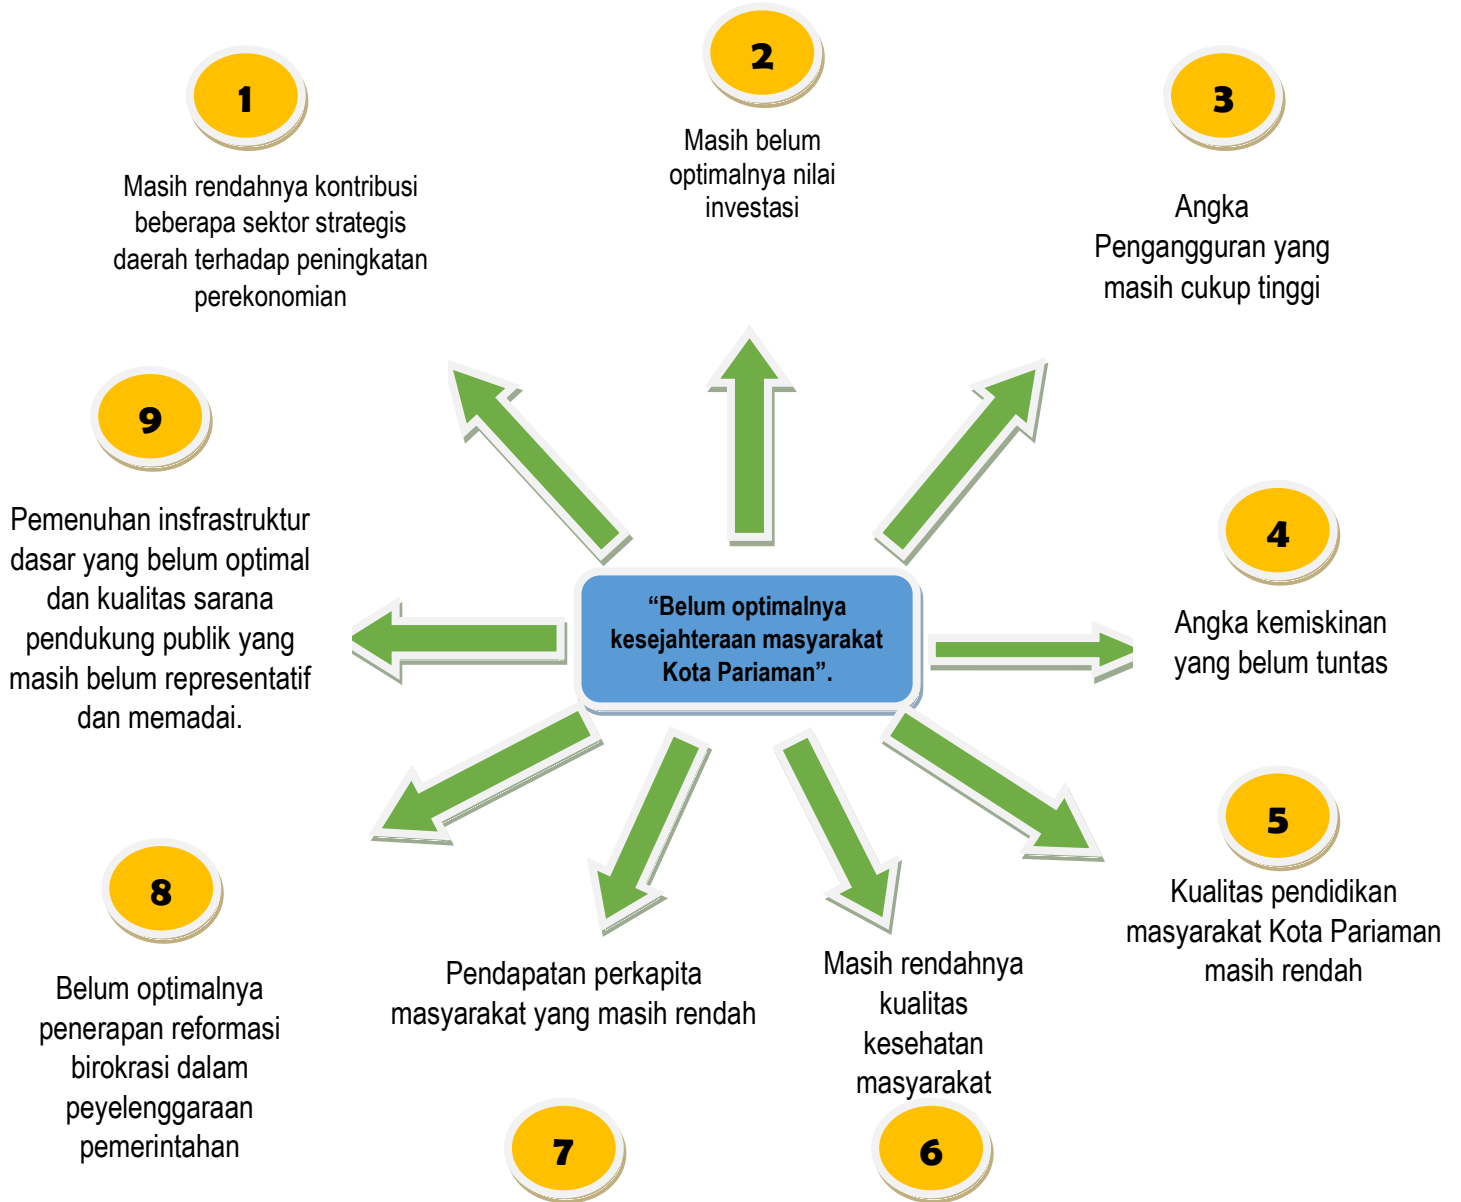 1
Masih rendahnya kontribusi
beberapa sektor strategis
daerah terhadap peningkatan
perekonomian
2
Masih belum
optimalnya nilai
investasi
3
Angka
Pengangguran yang
masih cukup tinggi
9
Pemenuhan insfrastruktur
dasar yang belum optimal
dan kualitas sarana
pendukung publik yang
masih belum representatif
dan memadai.
“Belum optimalnya
kesejahteraan masyarakat
Kota Pariaman”.
4
Angka kemiskinan
yang belum tuntas
5
Kualitas pendidikan
masyarakat Kota Pariaman
masih rendah
8
Belum optimalnya
penerapan reformasi
birokrasi dalam
peyelenggaraan
pemerintahan
Pendapatan perkapita
masyarakat yang masih rendah
7
Masih rendahnya
kualitas
kesehatan
masyarakat
6